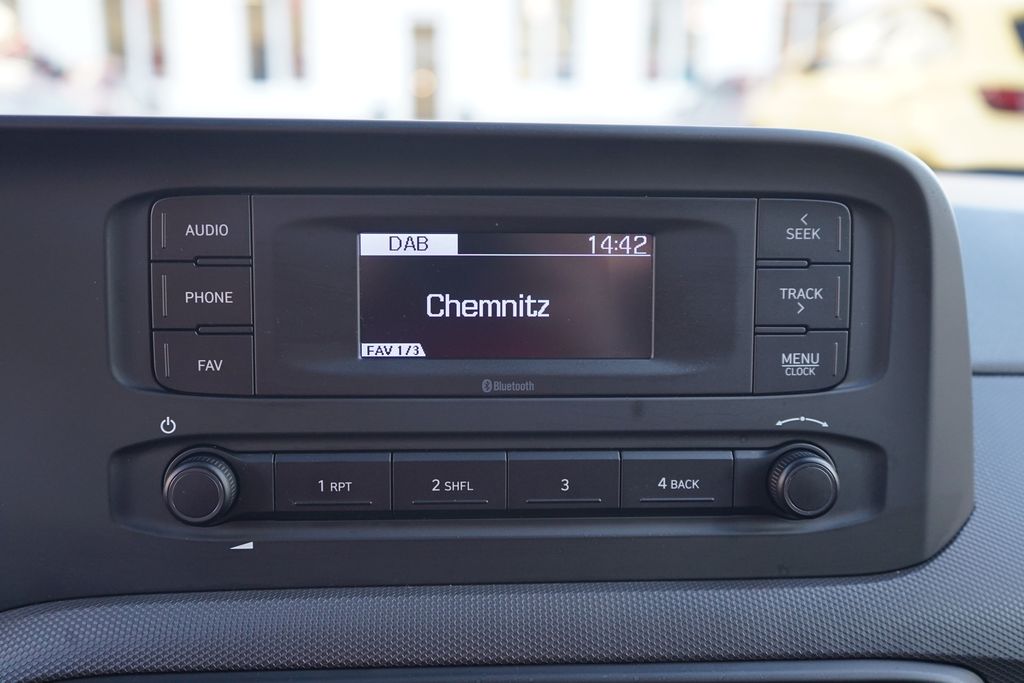 AUDIO
PHONE
FAV
DAB 14:42
Chemnitz
FAV 1/3
Bluetooth
SEEK
TRACK
MENU
CLOCK
1 RPT
2 SHFL
3
4 BACK